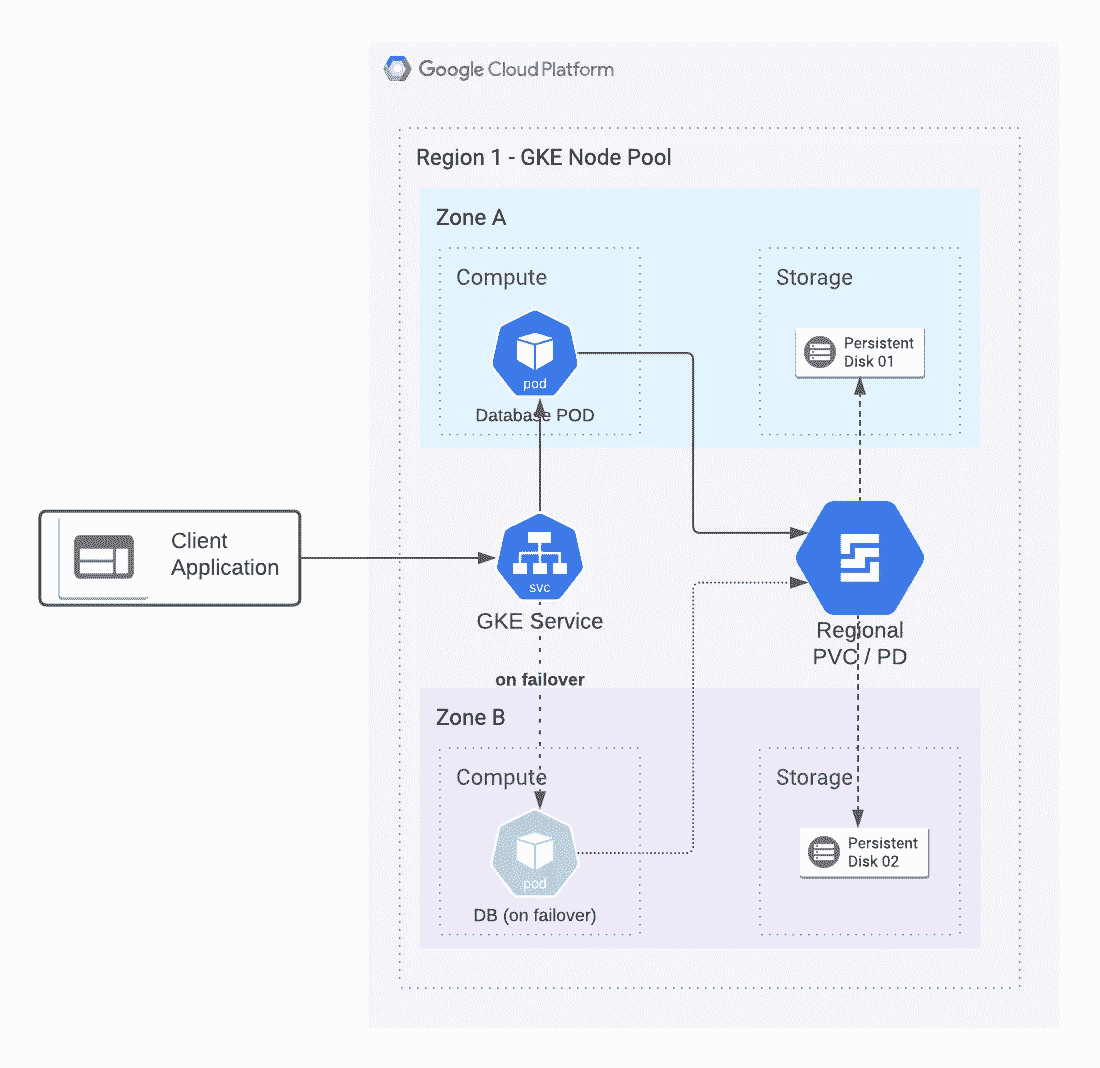 Google Cloud Platform
Region 1 - GKE Node Pool
Zone A
Compute
Storage
pod
Database POD
Persistent
Disk 01
Client
Application
svc
GKE Service
Regional
PVC / PD
on failover
Zone B
Compute
Storage
pod
DB (on failover)
Persistent
Disk 02